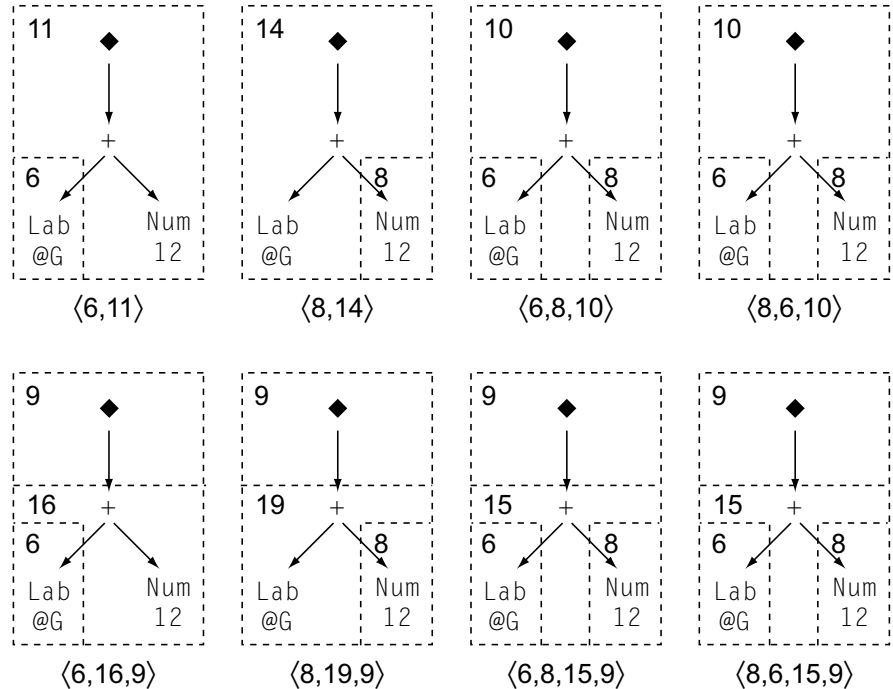 11 14 10 10
+ + + +
6 8 6 8 6 8
Lab Num Lab Num Lab Num Lab Num
@G 12 @G 12 @G 12 @G 12
⟨6,11⟩ ⟨8,14⟩ ⟨6,8,10⟩ ⟨8,6,10⟩
9 9 9 9
16 + 19 + 15 + 15 +
6 8 6 8 6 8
Lab Num Lab Num Lab Num Lab Num
@G 12 @G 12 @G 12 @G 12
⟨6,16,9⟩ ⟨8,19,9⟩ ⟨6,8,15,9⟩ ⟨8,6,15,9⟩